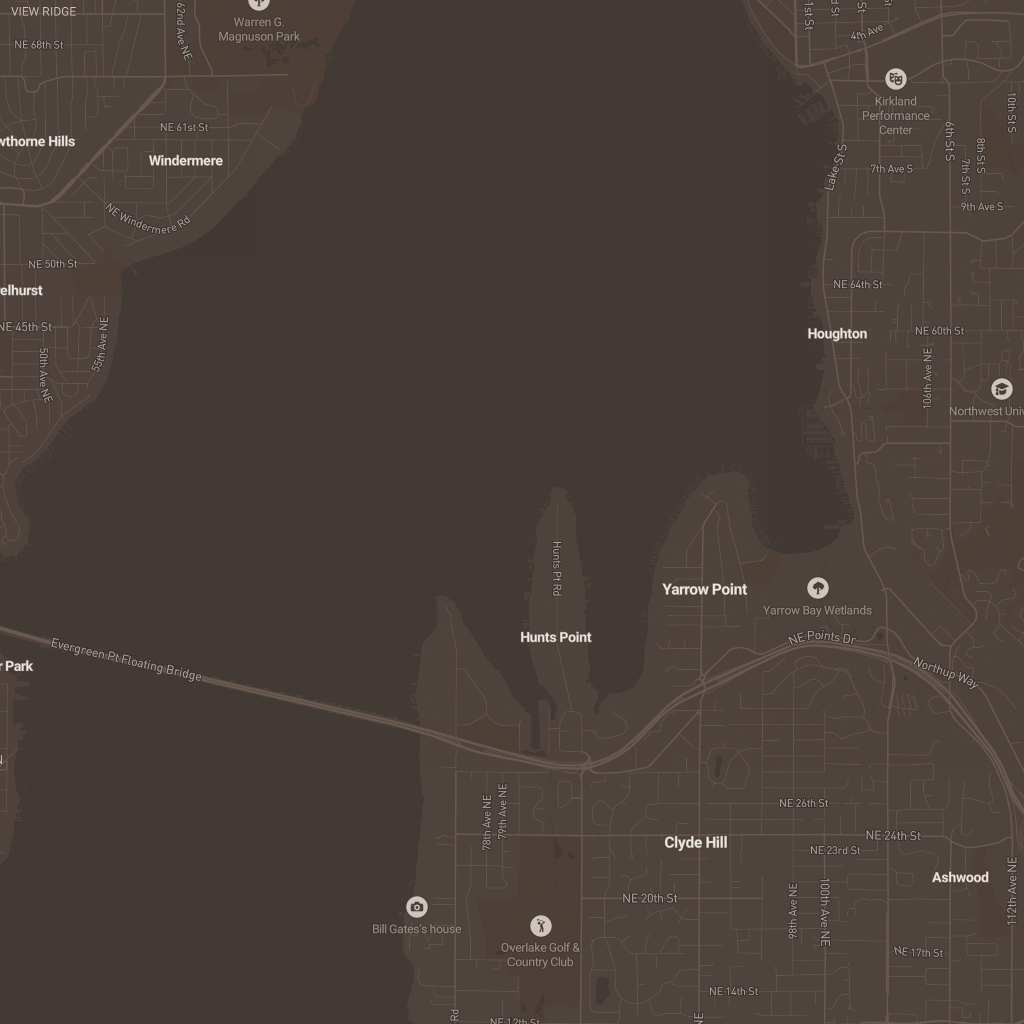 VIEW RIDGE
62nd Ave NE
Warren G.
Magnuson Park
NE 68th St
1st St
4th Ave
Kirkland
Performance
Center
10th St S
6th St S
8th St S
7th St S
wthorne Hills
NE 61st St
Windermere
Lake St S
7th Ave S
9th Ave S
NE Windermere Rd
NE 50th St
elhurst
NE 64th St
NE 45th St
55th Ave NE
50th Ave NE
Houghton
NE 60th St
106th Ave NE
Northwest Univ
Hunts Pt Rd
Yarrow Point
Yarrow Bay Wetlands
Hunts Point
NE Points Dr
Evergreen Pt Floating Bridge
r Park
Northup Way
78th Ave NE
79th Ave NE
NE 26th St
NE 24th St
Clyde Hill
NE 23rd St
Ashwood
112th Ave NE
NE 20th St
98th Ave NE
100th Ave NE
Bill Gates's house
Overlake Golf &
Country Club
NE 17th St
NE 14th St
Rd
NE 12th St
NE